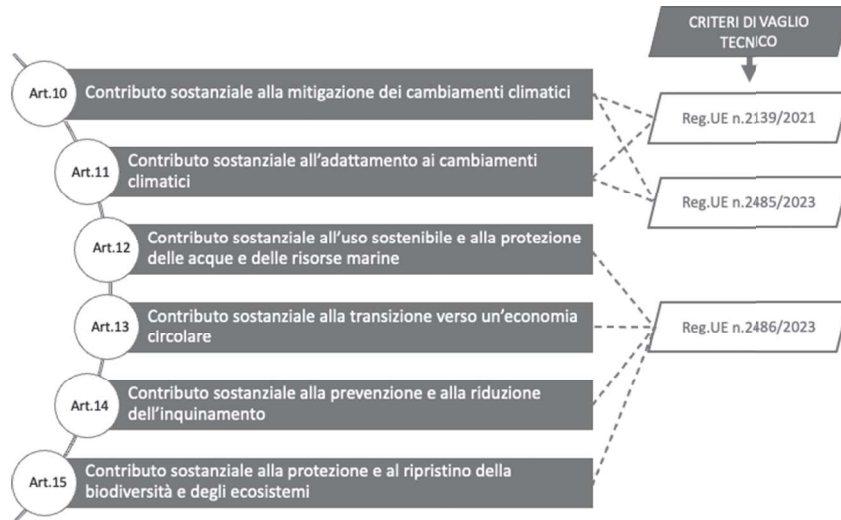 CRITERI DI VAGLIO
TECNICO
Art.10
Contributo sostanziale alla mitigazione dei cambiamenti climatici
Reg.UE n.2139/2021
Art.11
Contributo sostanziale all'adattamento ai cambiamenti
climatici
Reg.UE n.2485/2023
Art.12
Contributo sostanziale all'uso sostenibile e alla protezione
delle acque e delle risorse marine
Art.13
Contributo sostanziale alla transizione verso un'economia
circolare
Reg.UE n.2486/2023
Art.14
Contributo sostanziale alla prevenzione e alla riduzione
dell'inquinamento
Art.15
Contributo sostanziale alla protezione e al ripristino della
biodiversità e degli ecosistemi